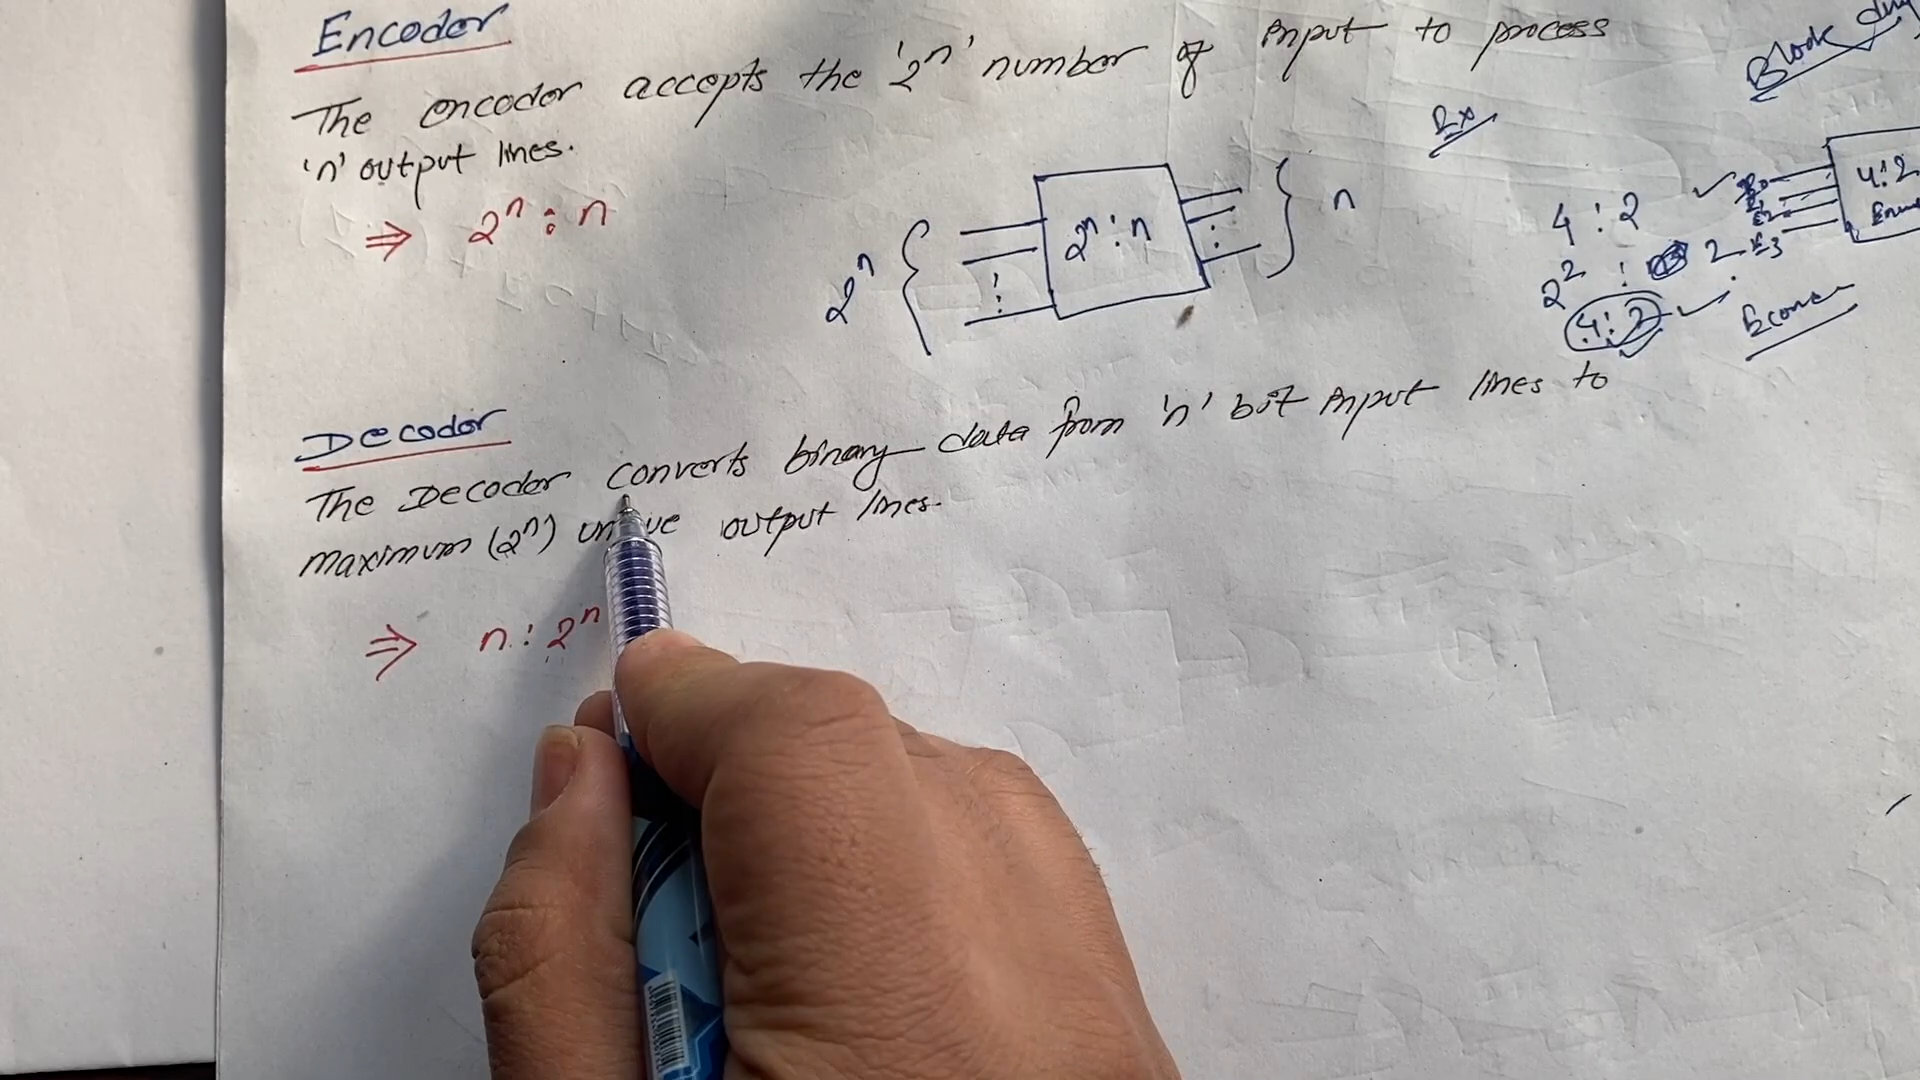 Encoder
The encoder accepts the '2ⁿ' number of input to process
'n' output lines.
⇒ 2ⁿ : n
2ⁿ
2ⁿ : n
n
Ex
4 : 2
2² : 2
4:2
Block
4:2
E3
Decoder
The Decoder converts binary data from 'n' bit input lines to
maximum (2ⁿ) output lines.
⇒ n : 2ⁿ